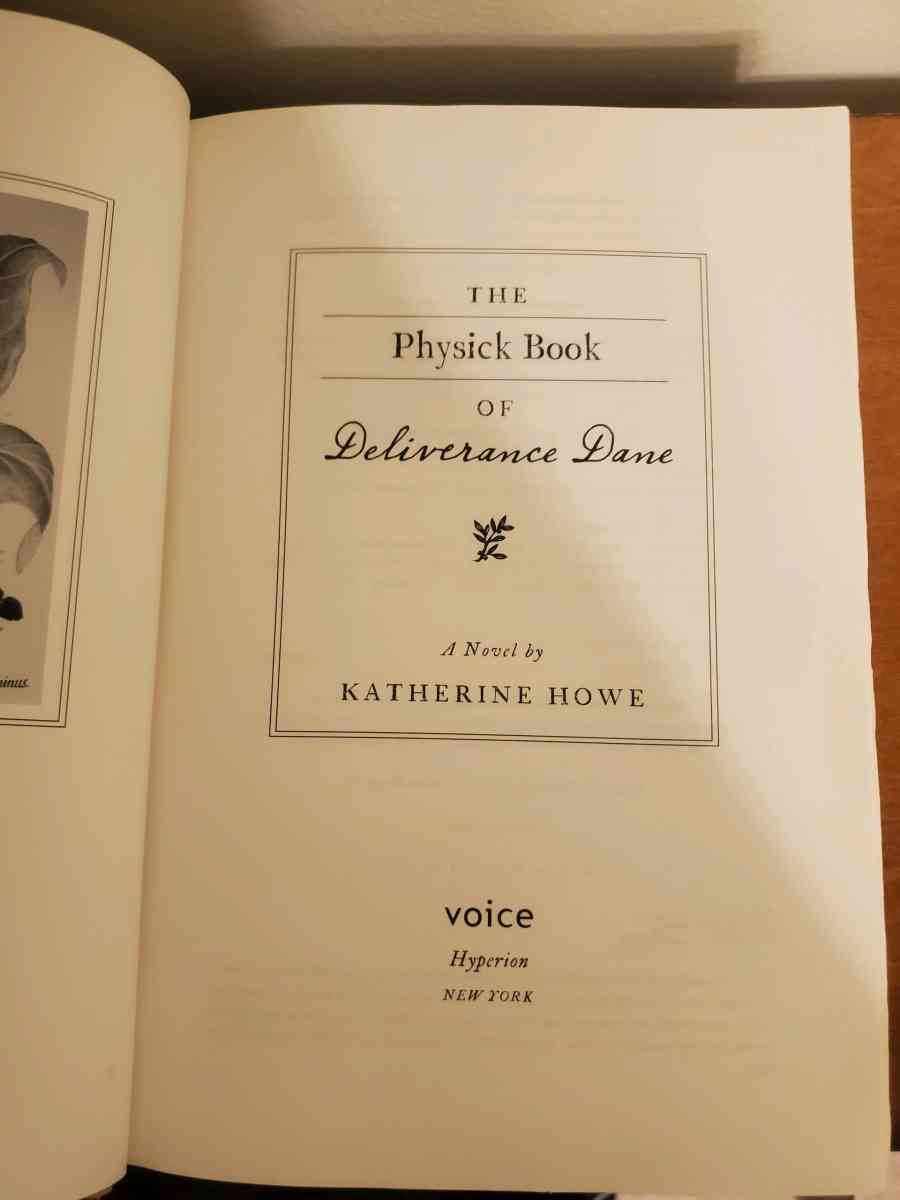 THE
Physick Book
OF
Deliverance Dane
A Novel by
KATHERINE HOWE
voice
Hyperion
NEW YORK